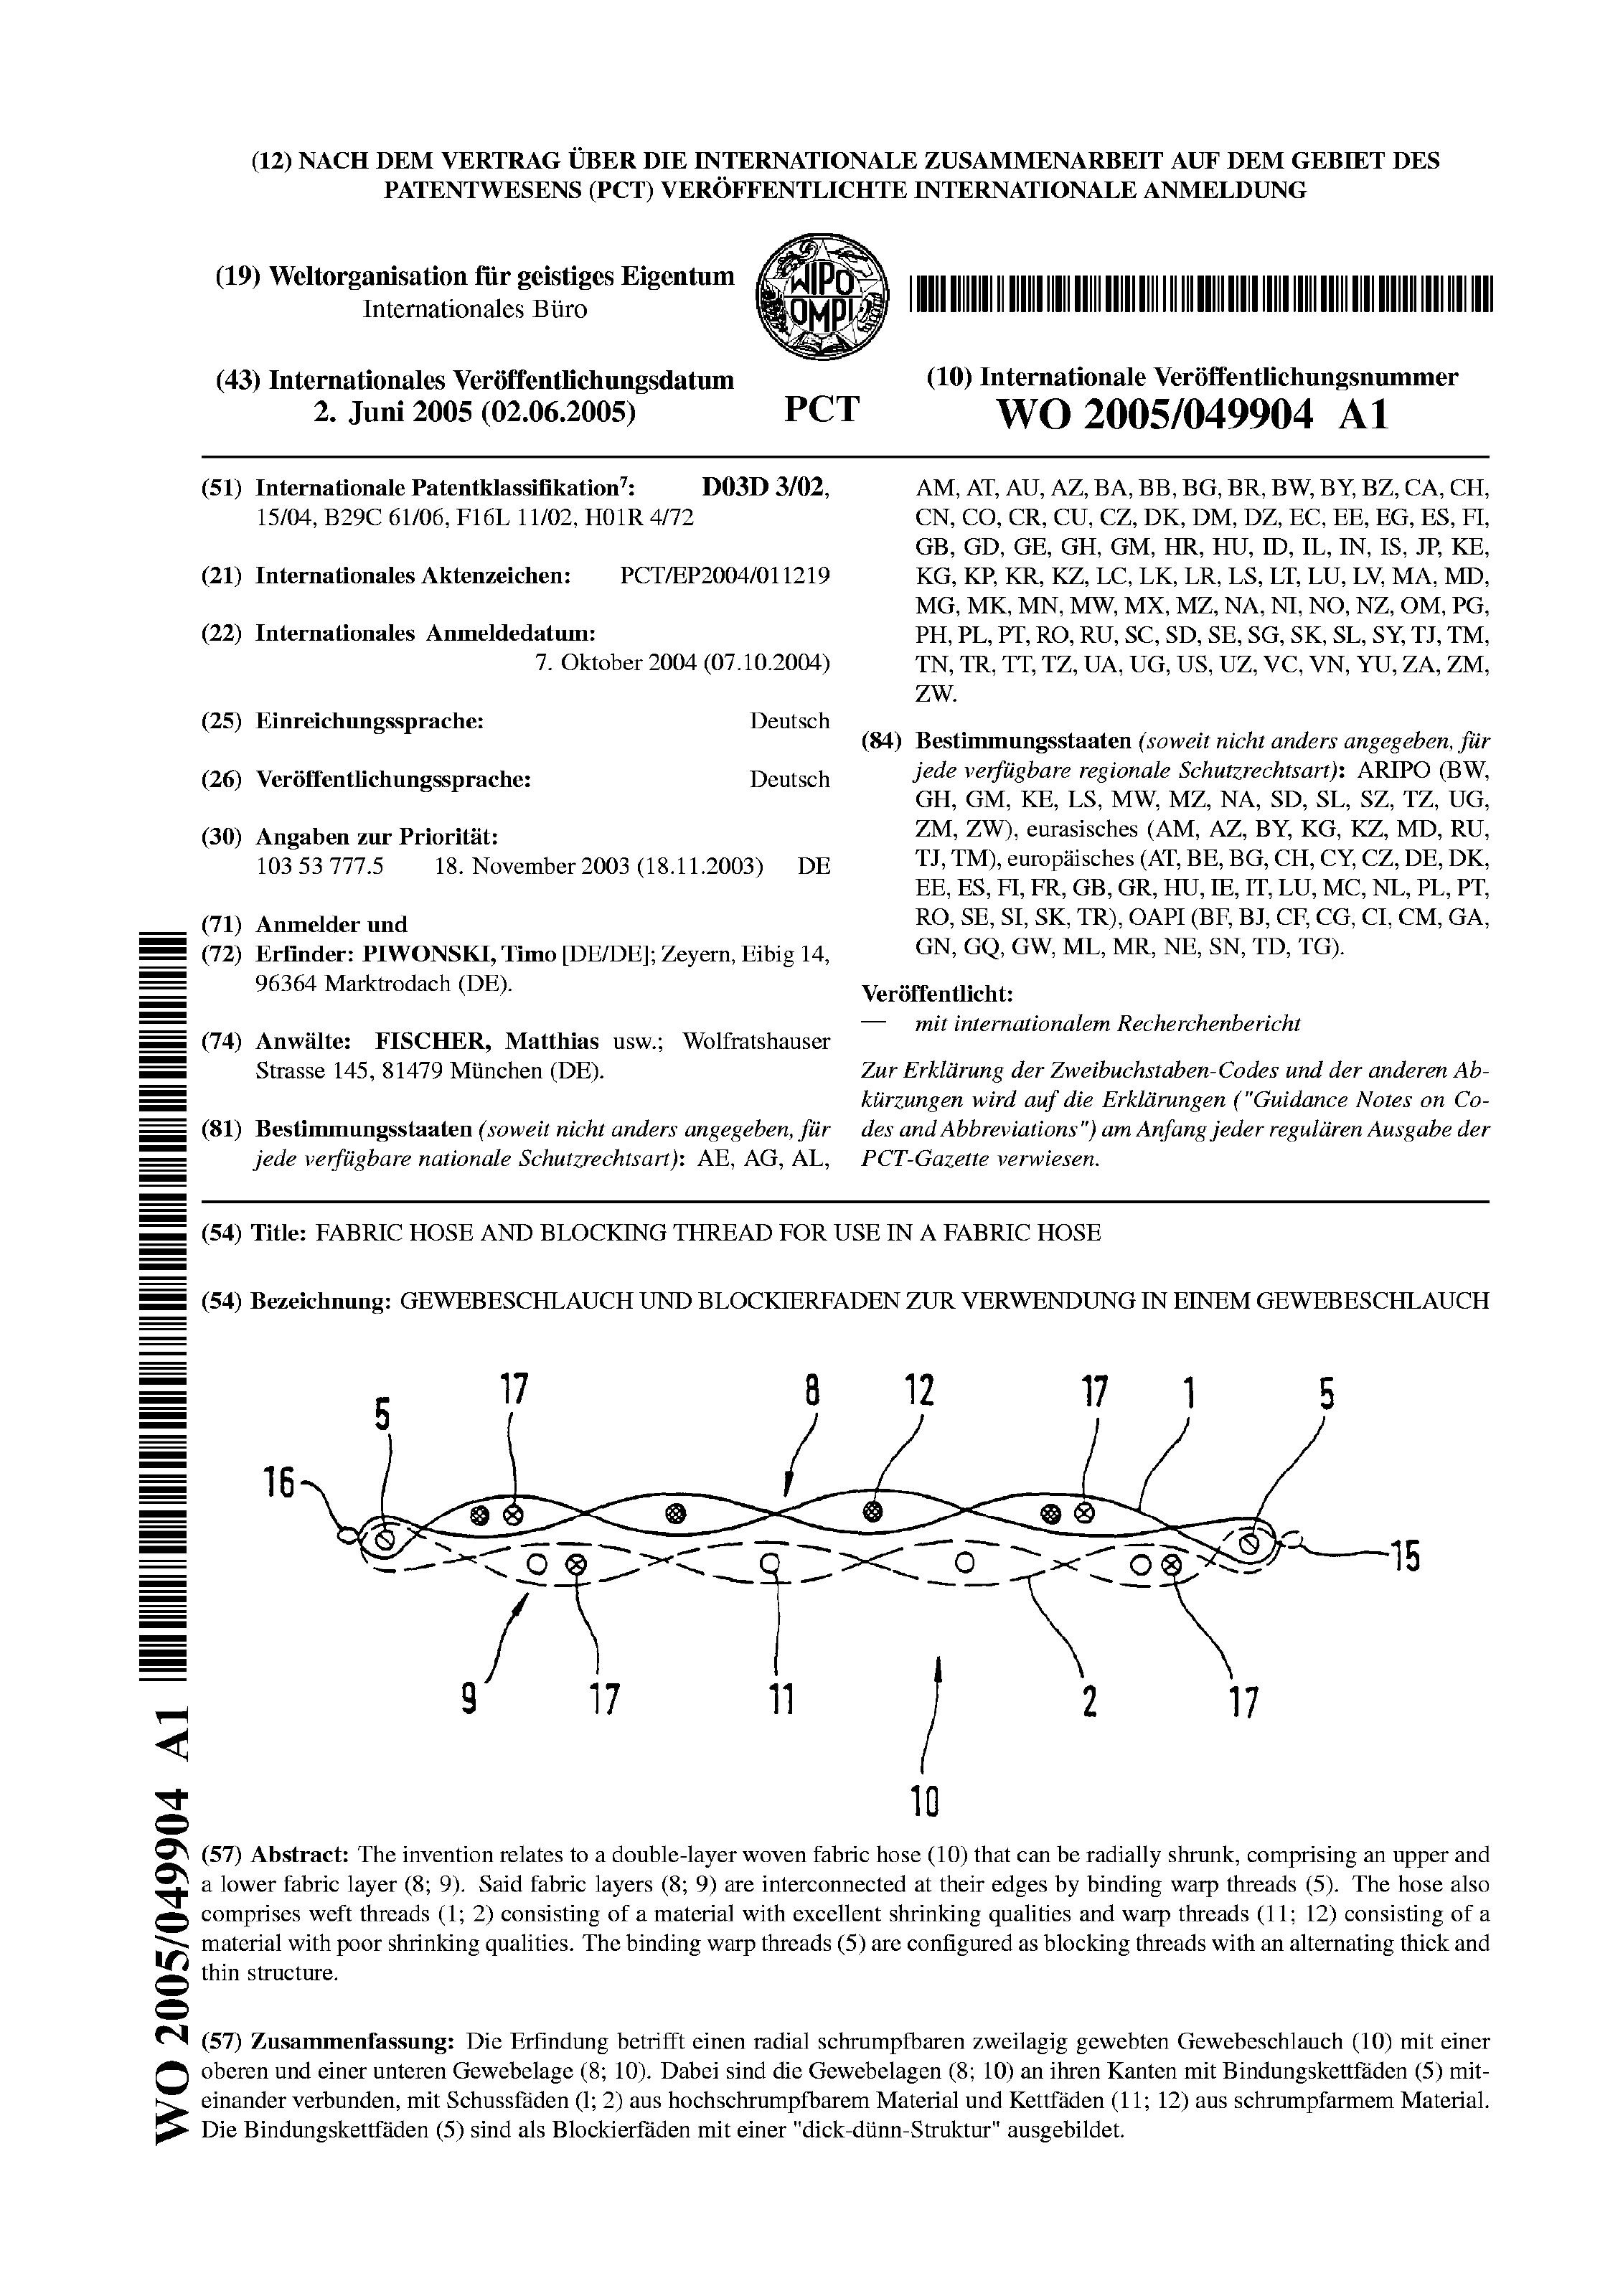 (12) NACH DEM VERTRAG ÜBER DIE INTERNATIONALE ZUSAMMENARBEIT AUF DEM GEBIET DES
PATENTWESENS (PCT) VERÖFFENTLICHTE INTERNATIONALE ANMELDUNG
(19) Weltorganisation für geistiges Eigentum
Internationales Büro
WIPO
OMPI
(43) Internationales Veröffentlichungsdatum
2. Juni 2005 (02.06.2005)
PCT
(10) Internationale Veröffentlichungsnummer
WO 2005/049904 A1
(51) Internationale Patentklassifikation7: D03D 3/02,
15/04, B29C 61/06, F16L 11/02, H01R 4/72
(21) Internationales Aktenzeichen: PCT/EP2004/011219
(22) Internationales Anmeldedatum:
7. Oktober 2004 (07.10.2004)
(25) Einreichungssprache: Deutsch
(26) Veröffentlichungssprache: Deutsch
(30) Angaben zur Priorität:
103 53 777.5 18. November 2003 (18.11.2003) DE
(71) Anmelder und
(72) Erfinder: PIWONSKI, Timo [DE/DE]; Zeyern, Eibig 14,
96364 Marktrodach (DE).
(74) Anwälte: FISCHER, Matthias usw.; Wolfratshauser
Strasse 145, 81479 München (DE).
(81) Bestimmungsstaaten (soweit nicht anders angegeben, für
jede verfügbare nationale Schutzrechtsart): AE, AG, AL,
AM, AT, AU, AZ, BA, BB, BG, BR, BW, BY, BZ, CA, CH,
CN, CO, CR, CU, CZ, DK, DM, DZ, EC, EE, EG, ES, FI,
GB, GD, GE, GH, GM, HR, HU, ID, IL, IN, IS, JP, KE,
KG, KP, KR, KZ, LC, LK, LR, LS, LT, LU, LV, MA, MD,
MG, MK, MN, MW, MX, MZ, NA, NI, NO, NZ, OM, PG,
PH, PL, PT, RO, RU, SC, SD, SE, SG, SK, SL, SY, TJ, TM,
TN, TR, TT, TZ, UA, UG, US, UZ, VC, VN, YU, ZA, ZM,
ZW.
(84) Bestimmungsstaaten (soweit nicht anders angegeben, für
jede verfügbare regionale Schutzrechtsart): ARIPO (BW,
GH, GM, KE, LS, MW, MZ, NA, SD, SL, SZ, TZ, UG,
ZM, ZW), eurasisches (AM, AZ, BY, KG, KZ, MD, RU,
TJ, TM), europäisches (AT, BE, BG, CH, CY, CZ, DE, DK,
EE, ES, FI, FR, GB, GR, HU, IE, IT, LU, MC, NL, PL, PT,
RO, SE, SI, SK, TR), OAPI (BF, BJ, CF, CG, CI, CM, GA,
GN, GQ, GW, ML, MR, NE, SN, TD, TG).
Veröffentlicht:
— mit internationalem Recherchenbericht
Zur Erklärung der Zweibuchstaben-Codes und der anderen Ab-
kürzungen wird auf die Erklärungen ("Guidance Notes on Co-
des and Abbreviations") am Anfang jeder regulären Ausgabe der
PCT-Gazette verwiesen.
(54) Title: FABRIC HOSE AND BLOCKING THREAD FOR USE IN A FABRIC HOSE
(54) Bezeichnung: GEWEBESCHLAUCH UND BLOCKIERFADEN ZUR VERWENDUNG IN EINEM GEWEBESCHLAUCH
5 17 8 12 17 1 5
16
15
9 17 11 2 17
10
(57) Abstract: The invention relates to a double-layer woven fabric hose (10) that can be radially shrunk, comprising an upper and
a lower fabric layer (8; 9). Said fabric layers (8; 9) are interconnected at their edges by binding warp threads (5). The hose also
comprises weft threads (1; 2) consisting of a material with excellent shrinking qualities and warp threads (11; 12) consisting of a
material with poor shrinking qualities. The binding warp threads (5) are configured as blocking threads with an alternating thick and
thin structure.
(57) Zusammenfassung: Die Erfindung betrifft einen radial schrumpfbaren zweilagig gewebten Gewebeschlauch (10) mit einer
oberen und einer unteren Gewebelage (8; 10). Dabei sind die Gewebelagen (8; 10) an ihren Kanten mit Bindungskettfäden (5) mit-
einander verbunden, mit Schussfäden (1; 2) aus hochschrumpfbarem Material und Kettfäden (11; 12) aus schrumpfarmem Material.
Die Bindungskettfäden (5) sind als Blockierfäden mit einer "dick-dünn-Struktur" ausgebildet.
WO 2005/049904 A1